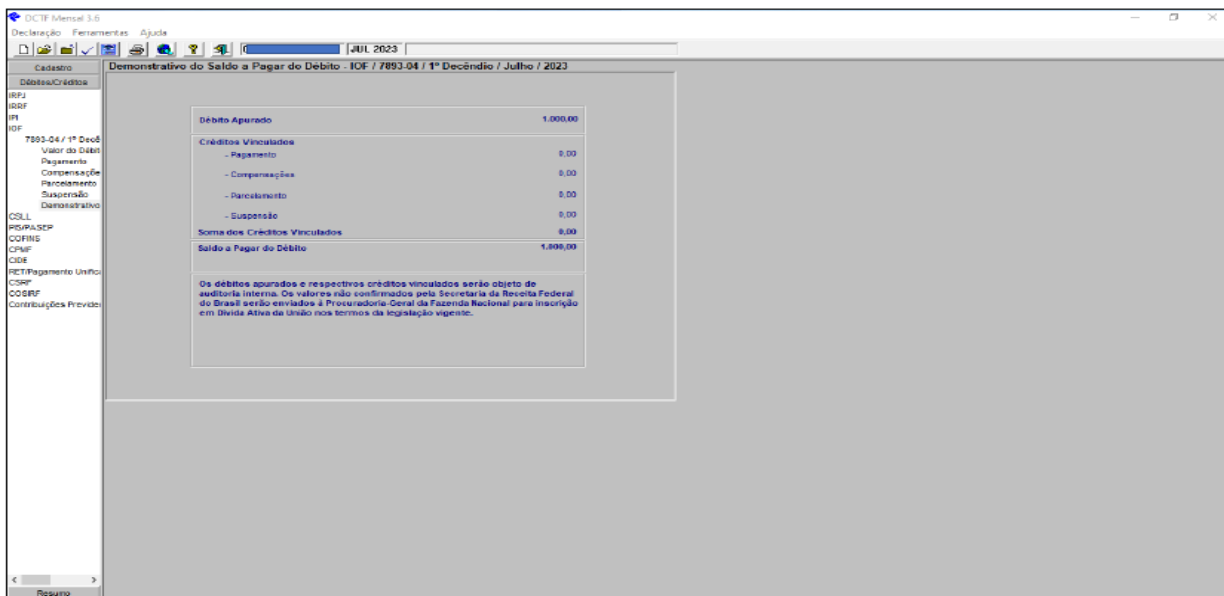 DCTF Mensal 3.6
Declaração Ferramentas Ajuda
JUL 2023
Cadastro
Débitos/Créditos
IRPJ
IRRF
IPI
IOF
7893-04 / 1º Decê
Valor do Débit
Pagamento
Compensaçõe
Parcelamento
Suspensão
Demonstrativo
CSLL
PIS/PASEP
COFINS
CPMF
CIDE
RET/Pagamento Unifica
CSRF
COSIRF
Contribuições Previden
Resumo
Demonstrativo do Saldo a Pagar do Débito - IOF / 7893-04 / 1º Decêndio / Julho / 2023
Débito Apurado 1.000,00
Créditos Vinculados
- Pagamento 0,00
- Compensações 0,00
- Parcelamento 0,00
- Suspensão 0,00
Soma dos Créditos Vinculados 0,00
Saldo a Pagar do Débito 1.000,00
Os débitos apurados e respectivos créditos vinculados serão objeto de
auditoria interna. Os valores não confirmados pela Secretaria da Receita Federal
do Brasil serão enviados à Procuradoria-Geral da Fazenda Nacional para inscrição
em Dívida Ativa da União nos termos da legislação vigente.